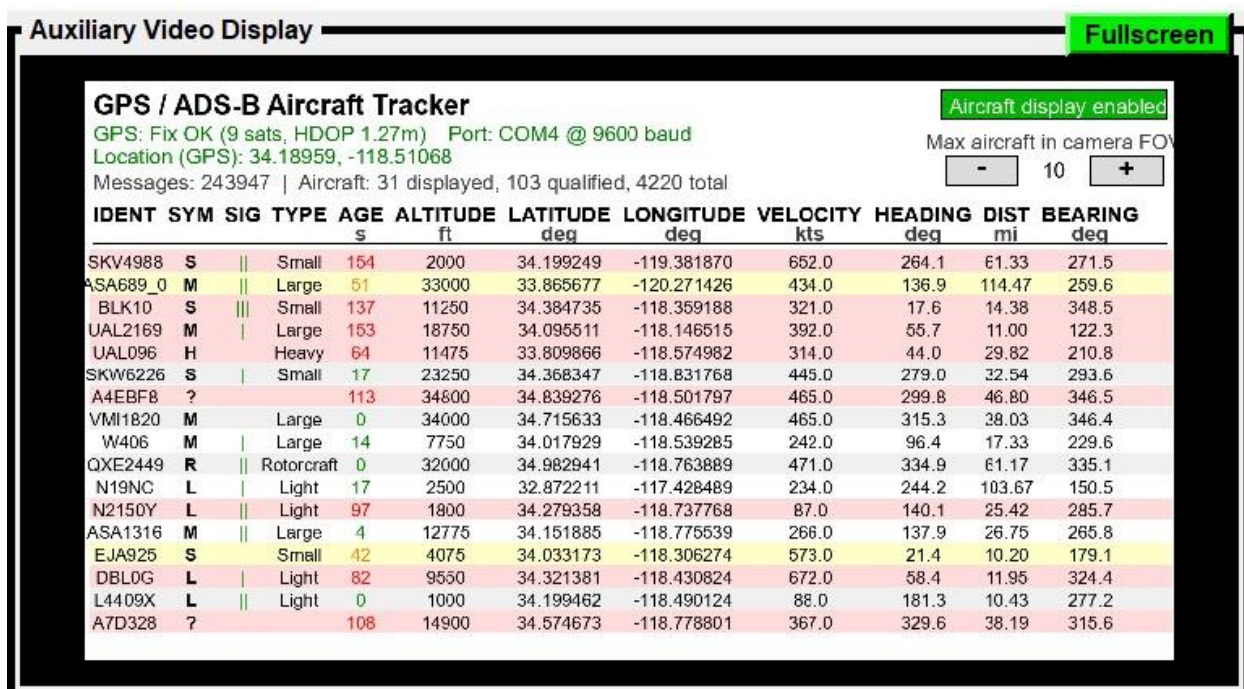 Auxiliary Video Display Fullscreen
GPS / ADS-B Aircraft Tracker Aircraft display enabled
GPS: Fix OK (9 sats, HDOP 1.27m) Port: COM4 @ 9600 baud
Location (GPS): 34.18959, -118.51068 Max aircraft in camera FOV
Messages: 243947 | Aircraft: 31 displayed, 103 qualified, 4220 total - 10 +
IDENT SYM SIG TYPE AGE ALTITUDE LATITUDE LONGITUDE VELOCITY HEADING DIST BEARING
s ft deg deg kts deg mi deg
SKV4988 S || Small 154 2000 34.199249 -119.381870 652.0 264.1 61.33 271.5
ASA689_0 M || Large 51 33000 33.865677 -120.271426 434.0 136.9 114.47 259.6
BLK10 S ||| Small 137 11250 34.384735 -118.359188 321.0 17.6 14.38 348.5
UAL2169 M | Large 153 18750 34.095511 -118.146515 392.0 55.7 11.00 122.3
UAL096 H Heavy 64 11475 33.809866 -118.574982 314.0 44.0 29.82 210.8
SKW6226 S | Small 17 23250 34.368347 -118.831768 445.0 279.0 32.54 293.6
A4EBF8 ? 113 34800 34.839276 -118.501797 465.0 299.8 46.80 346.5
VMI1820 M Large 0 34000 34.715633 -118.466492 465.0 315.3 38.03 346.4
W406 M | Large 14 7750 34.017929 -118.539285 242.0 96.4 17.33 229.6
QXE2449 R || Rotorcraft 0 32000 34.982941 -118.763889 471.0 334.9 61.17 335.1
N19NC L | Light 17 2500 32.872211 -117.428489 234.0 244.2 103.67 150.5
N2150Y L || Light 97 1800 34.279358 -118.737768 87.0 140.1 25.42 285.7
ASA1316 M || Large 4 12775 34.151885 -118.775539 266.0 137.9 26.75 265.8
EJA925 S Small 42 4075 34.033173 -118.306274 573.0 21.4 10.20 179.1
DBL0G L | Light 82 9550 34.321381 -118.430824 672.0 58.4 11.95 324.4
L4409X L || Light 0 1000 34.199462 -118.490124 88.0 181.3 10.43 277.2
A7D328 ? 108 14900 34.574673 -118.778801 367.0 329.6 38.19 315.6